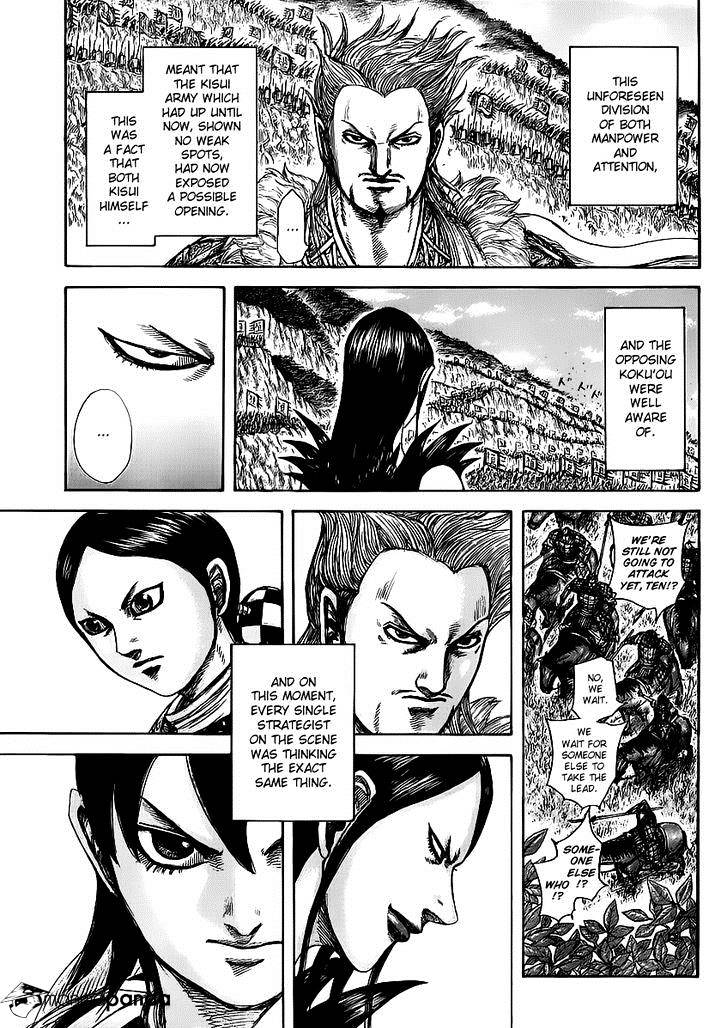 THIS
UNFORESEEN
DIVISION
OF BOTH
MANPOWER
AND
ATTENTION,
MEANT THAT
THE KISUI
ARMY WHICH
HAD UP UNTIL
NOW, SHOWN
NO WEAK
SPOTS,
HAD NOW
EXPOSED
A POSSIBLE
OPENING.
THIS
WAS
A FACT
THAT
BOTH
KISUI
HIMSELF
...
...
AND THE
OPPOSING
KOKU'OU
WERE
WELL
AWARE
OF.
...
WE'RE
STILL NOT
GOING TO
ATTACK
YET, TEN!?
NO,
WE
WAIT.
WE
WAIT FOR
SOMEONE
ELSE TO
TAKE THE
LEAD.
SOME-
ONE
ELSE
WHO !?
!?
AND ON
THIS MOMENT,
EVERY SINGLE
STRATEGIST
ON THE SCENE
WAS THINKING
THE EXACT
SAME THING.